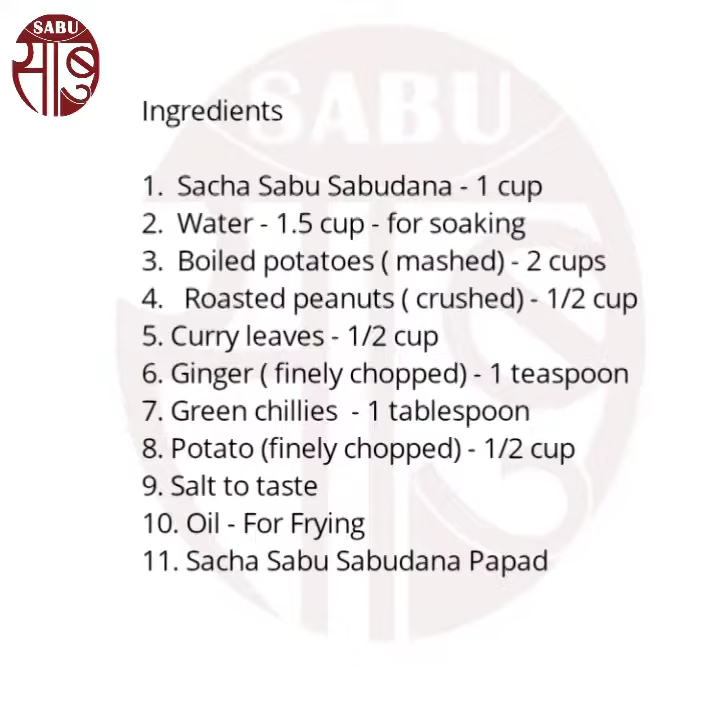 SABU
साबु
SABU
Ingredients
1. Sacha Sabu Sabudana - 1 cup
2. Water - 1.5 cup - for soaking
3. Boiled potatoes ( mashed) - 2 cups
4. Roasted peanuts ( crushed) - 1/2 cup
5. Curry leaves - 1/2 cup
6. Ginger ( finely chopped) - 1 teaspoon
7. Green chillies - 1 tablespoon
8. Potato (finely chopped) - 1/2 cup
9. Salt to taste
10. Oil - For Frying
11. Sacha Sabu Sabudana Papad
साबु